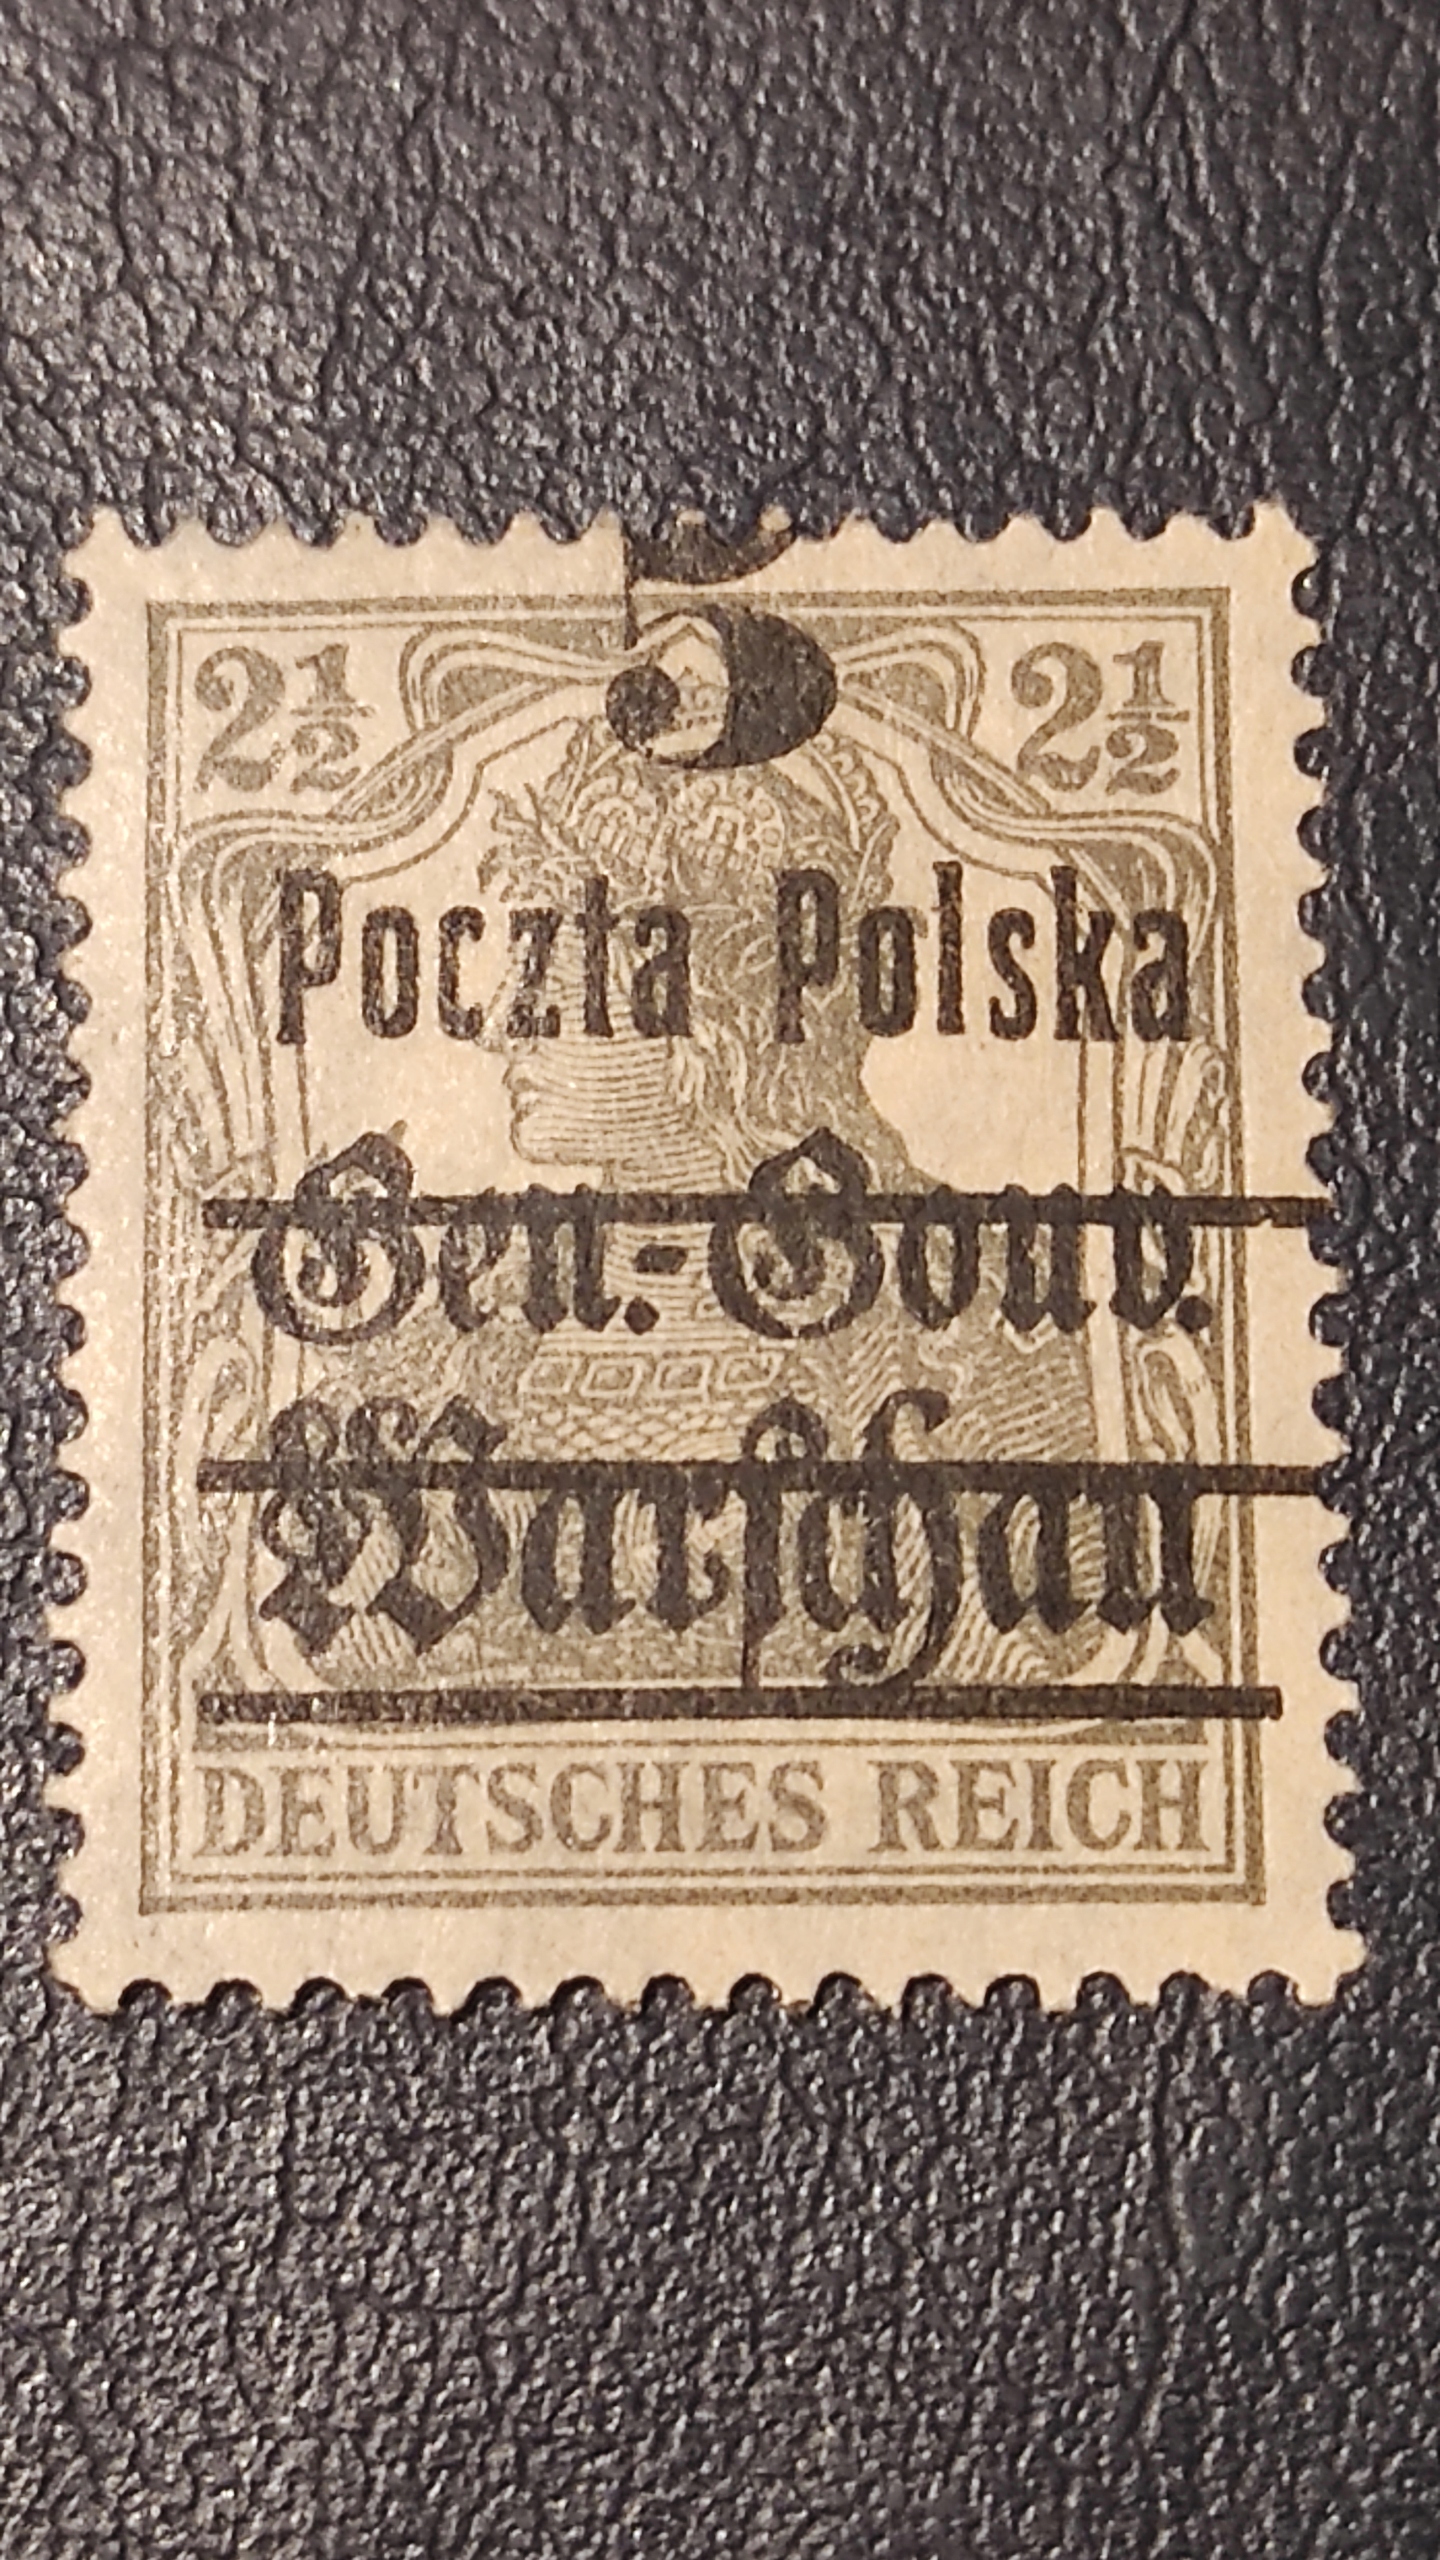 5
2½ 2½
Poczta Polska
Gen.-Gouv.
Warschau
DEUTSCHES REICH